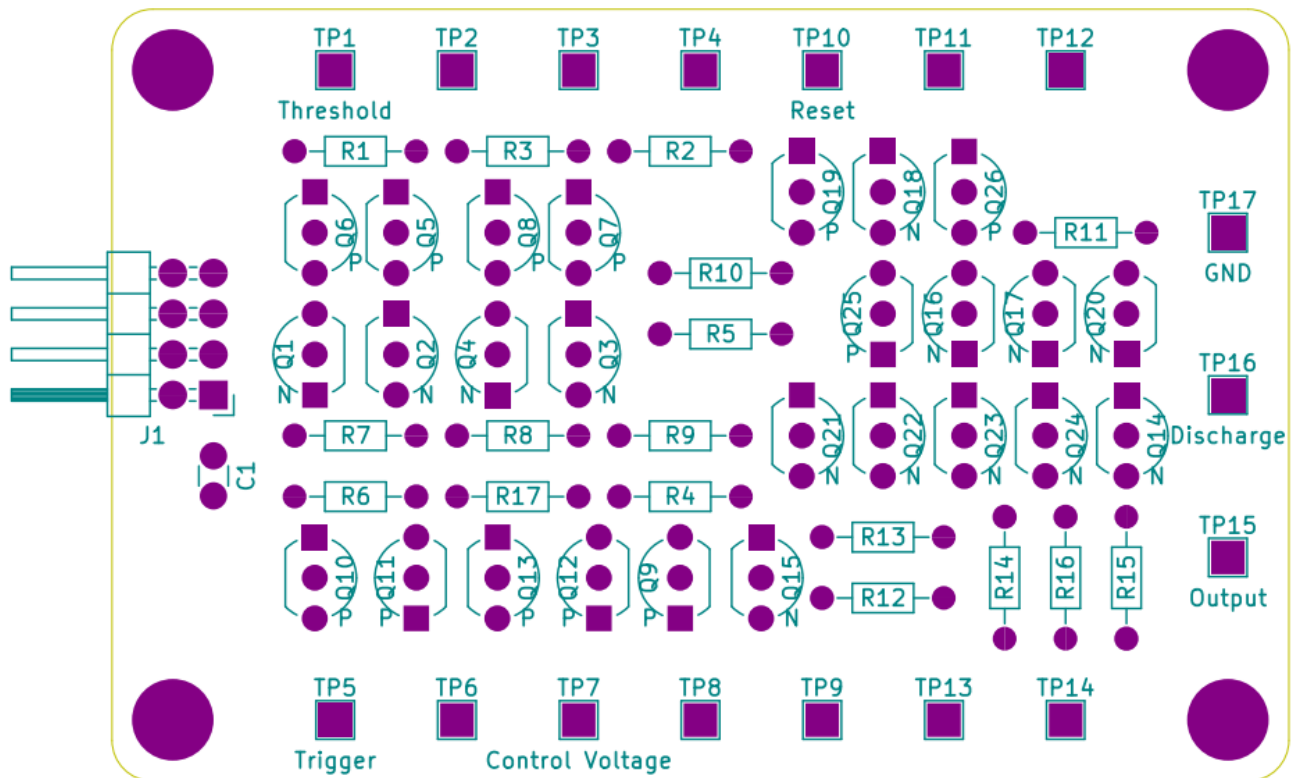 TP1 TP2 TP3 TP4 TP10 TP11 TP12
Threshold Reset
R1 R3 R2
Q19 Q18 Q26
P N P
TP17
Q6 Q5 Q8 Q7
P P P P
R11
GND
R10
Q25 Q16 Q17 Q20
P N N N
R5
Q1 Q2 Q4 Q3
N N N N
TP16
J1
R7 R8 R9
Q21 Q22 Q23 Q24 Q14
N N N N N
Discharge
C1
R6 R17 R4
TP15
R13
Q10 Q11 Q13 Q12 Q9 Q15
P P P P P N
R14 R16 R15
R12
Output
TP5 TP6 TP7 TP8 TP9 TP13 TP14
Trigger Control Voltage